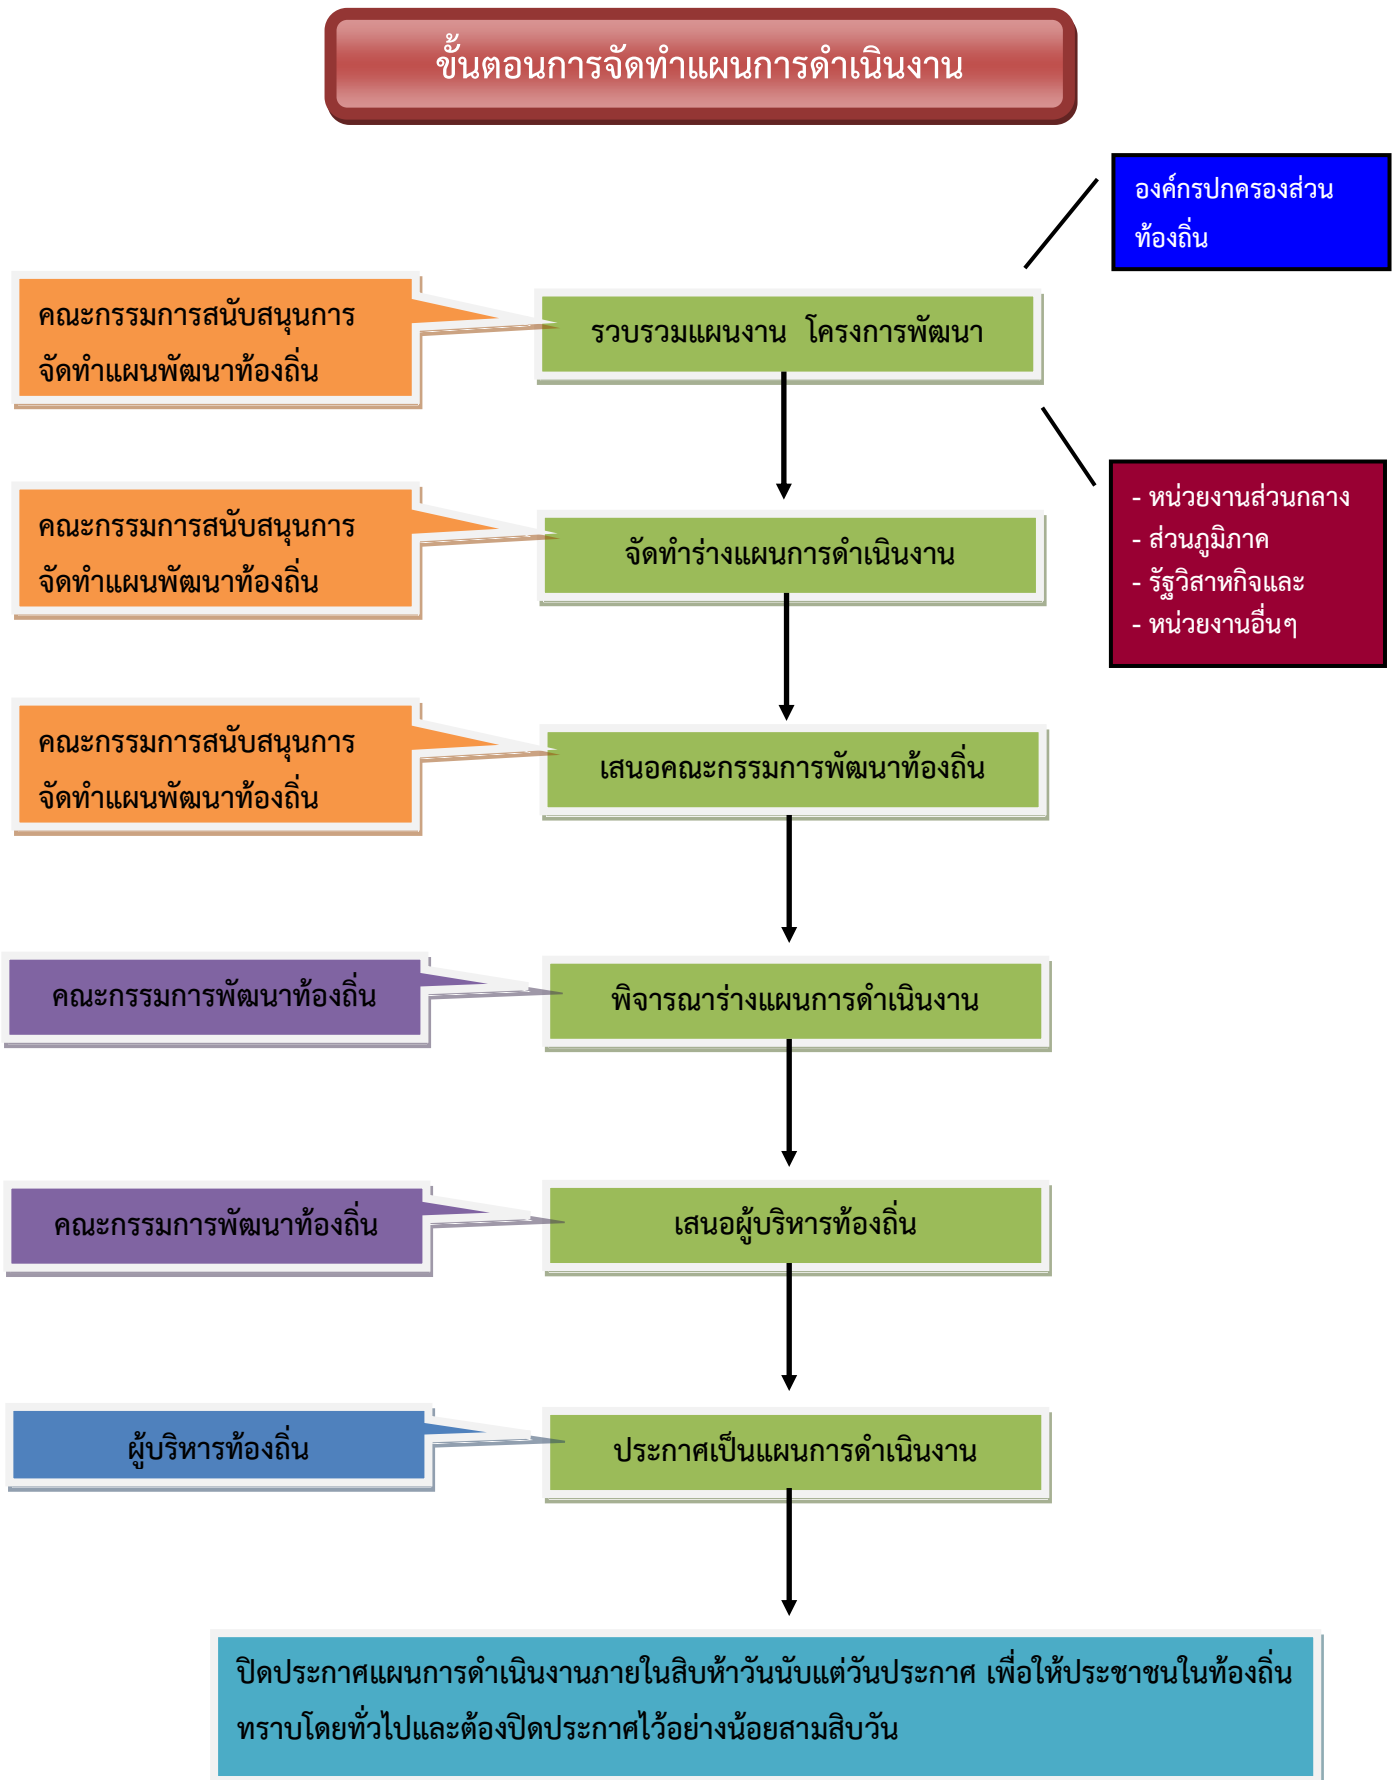 ขั้นตอนการจัดทำแผนการดำเนินงาน
องค์กรปกครองส่วน
ท้องถิ่น
คณะกรรมการสนับสนุนการ
จัดทำแผนพัฒนาท้องถิ่น
รวบรวมแผนงาน โครงการพัฒนา
- หน่วยงานส่วนกลาง
- ส่วนภูมิภาค
- รัฐวิสาหกิจและ
- หน่วยงานอื่นๆ
คณะกรรมการสนับสนุนการ
จัดทำแผนพัฒนาท้องถิ่น
จัดทำร่างแผนการดำเนินงาน
คณะกรรมการสนับสนุนการ
จัดทำแผนพัฒนาท้องถิ่น
เสนอคณะกรรมการพัฒนาท้องถิ่น
คณะกรรมการพัฒนาท้องถิ่น
พิจารณาร่างแผนการดำเนินงาน
คณะกรรมการพัฒนาท้องถิ่น
เสนอผู้บริหารท้องถิ่น
ผู้บริหารท้องถิ่น
ประกาศเป็นแผนการดำเนินงาน
ปิดประกาศแผนการดำเนินงานภายในสิบห้าวันนับแต่วันประกาศ เพื่อให้ประชาชนในท้องถิ่น
ทราบโดยทั่วไปและต้องปิดประกาศไว้อย่างน้อยสามสิบวัน